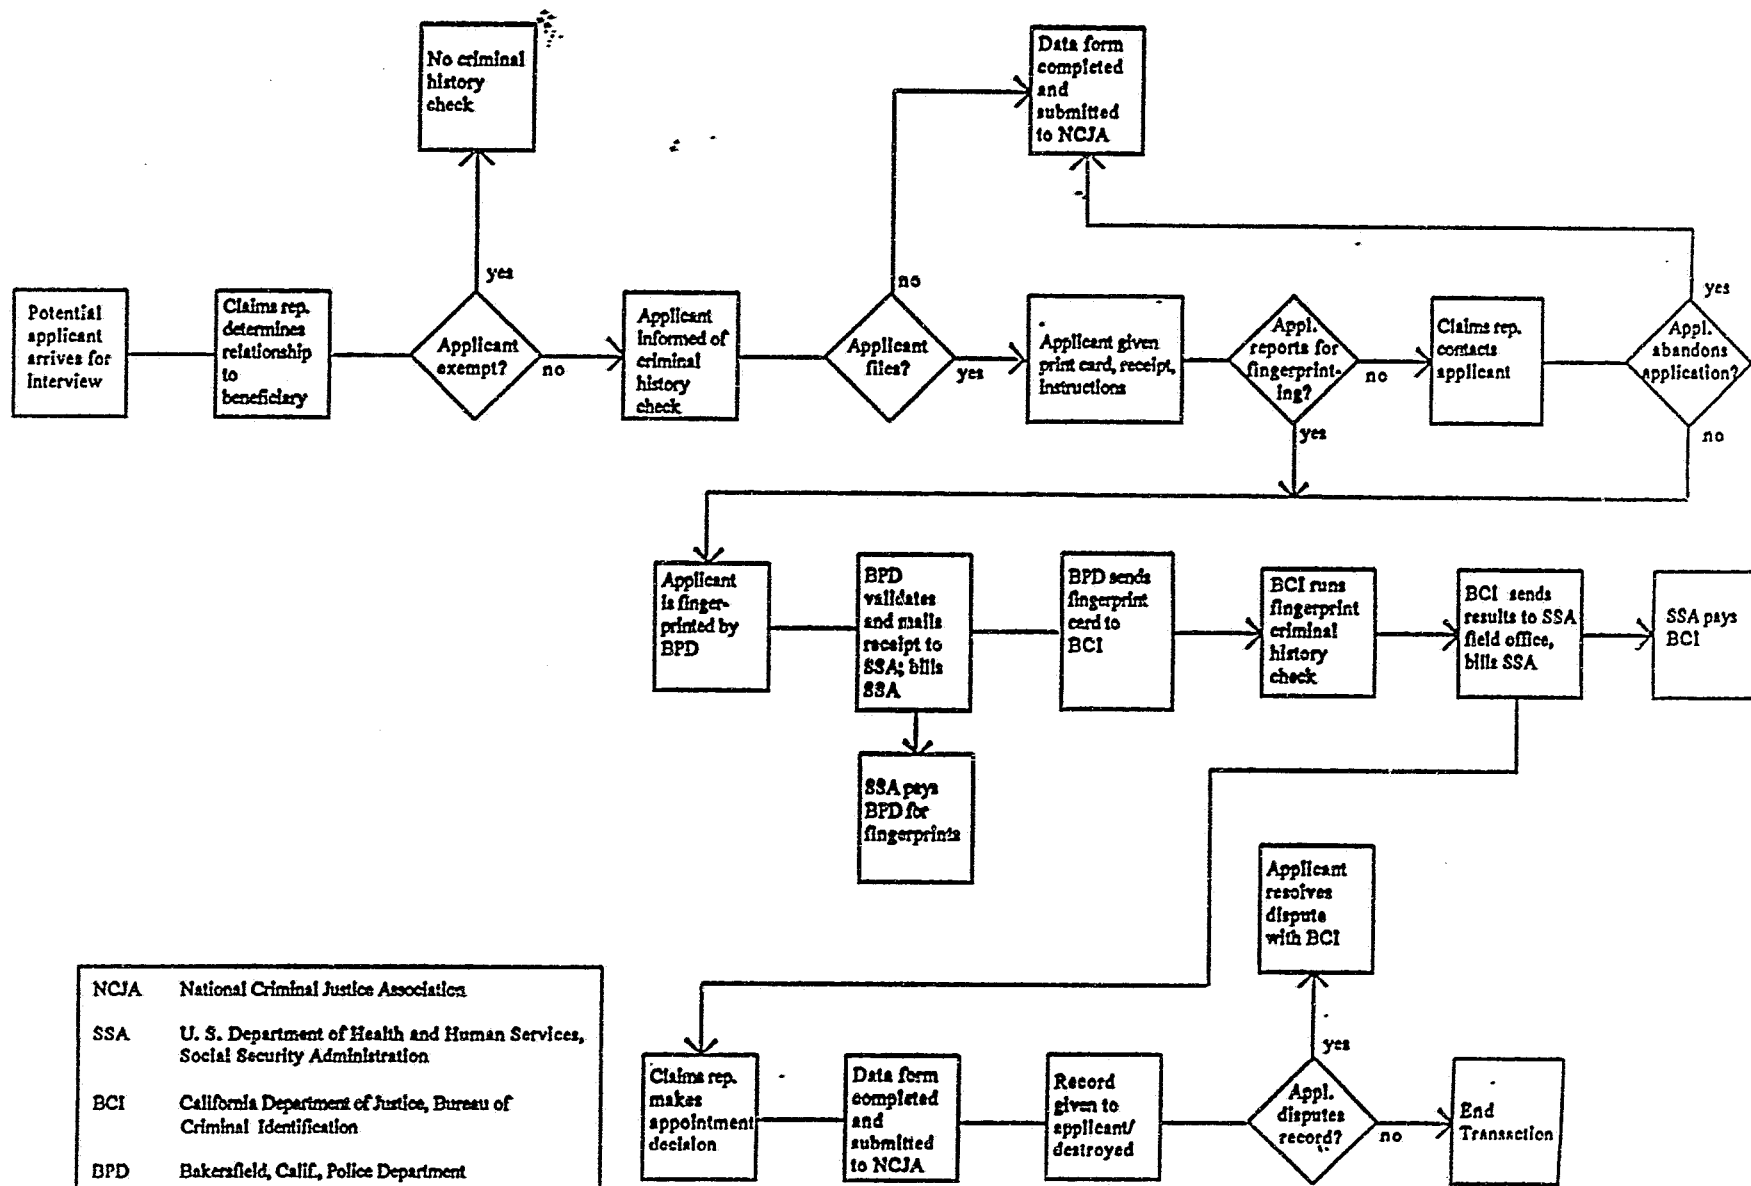 No criminal
history
check
Data form
completed
and
submitted
to NCJA
yes
no
yes
Potential
applicant
arrives for
Interview
Claims rep.
determines
relationship
to
beneficiary
Applicant
exempt?
no
Applicant
informed of
criminal
history
check
Applicant
files?
yes
Applicant given
print card, receipt,
instructions
Appl.
reports for
fingerprint-
ing?
no
yes
Claims rep.
contacts
applicant
Appl.
abandons
application?
no
Applicant
is finger-
printed by
BPD
BPD
validates
and mails
receipt to
SSA; bills
SSA
BPD sends
fingerprint
card to
BCI
BCI runs
fingerprint
criminal
history
check
BCI sends
results to SSA
field office,
bills SSA
SSA pays
BCI
SSA pays
BPD for
fingerprints
Applicant
resolves
dispute
with BCI
yes
Claims rep.
makes
appointment
decision
Data form
completed
and
submitted
to NCJA
Record
given to
applicant/
destroyed
Appl.
disputes
record?
no
End
Transaction
NCJA National Criminal Justice Association
SSA U. S. Department of Health and Human Services,
Social Security Administration
BCI California Department of Justice, Bureau of
Criminal Identification
BPD Bakersfield, Calif., Police Department